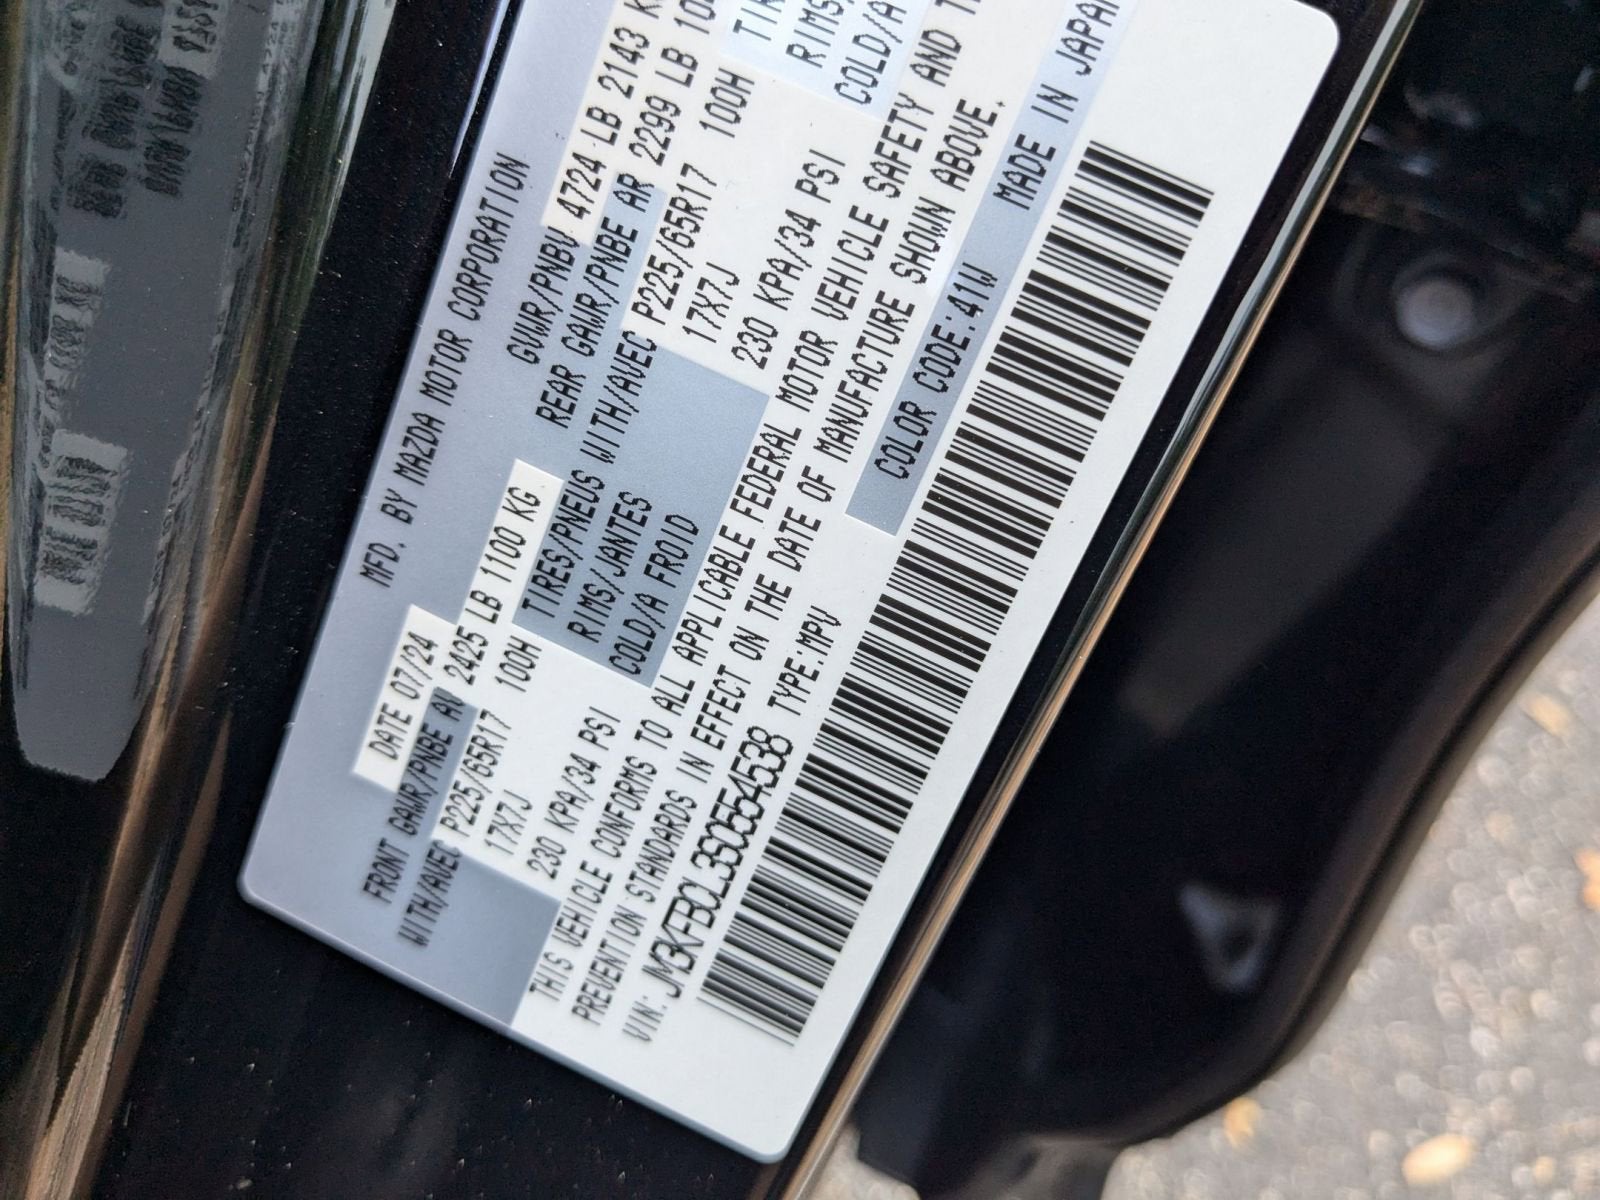 MFD. BY MAZDA MOTOR CORPORATION
DATE 07/24 GVWR/PNBV 4724 LB 2143
FRONT GAWR/PNBE AV 2425 LB 1100 KG REAR GAWR/PNBE AR 2299 LB
WITH/AVEC P225/65R17 100H TIRES/PNEUS WITH/AVEC P225/65R17 100H
17X7J RIMS/JANTES 17X7J RIMS/
230 KPA/34 PSI COLD/A FROID 230 KPA/34 PSI COLD/A
THIS VEHICLE CONFORMS TO ALL APPLICABLE FEDERAL MOTOR VEHICLE SAFETY AND
PREVENTION STANDARDS IN EFFECT ON THE DATE OF MANUFACTURE SHOWN ABOVE.
VIN: JM3KFBCL3S0554538 TYPE:MPV COLOR CODE:41W MADE IN JAPAN